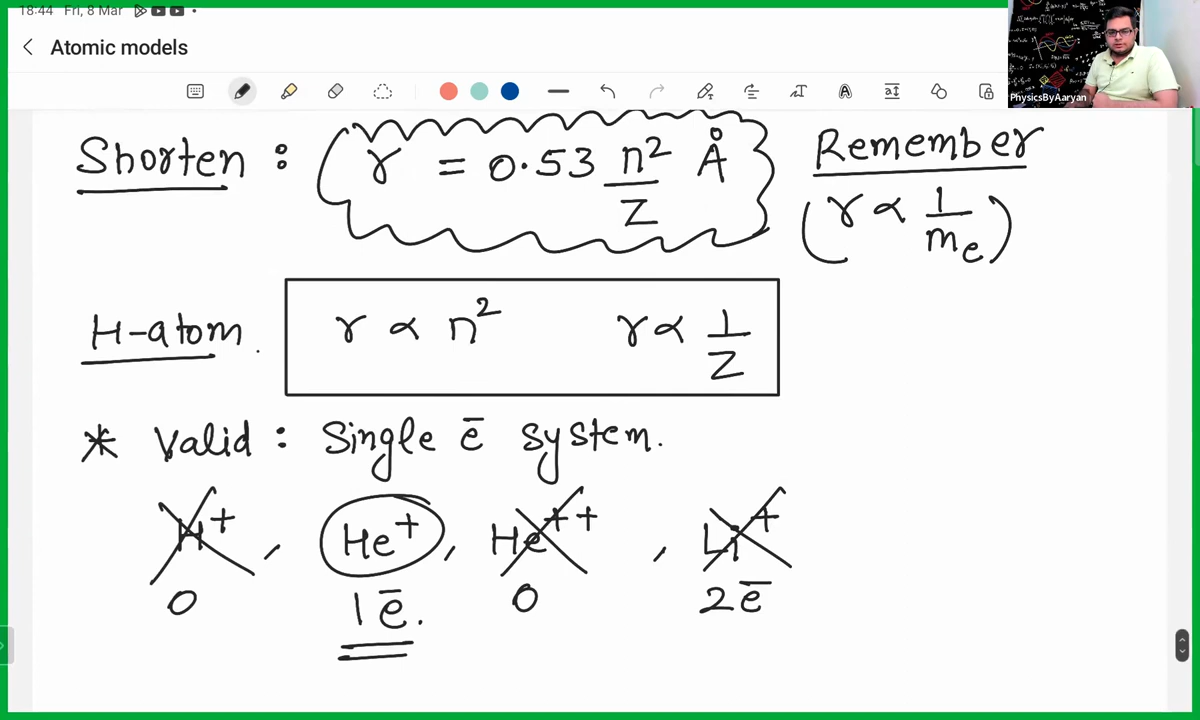 18:44 Fri, 8 Mar
Atomic models
PhysicsByAaryan
Shorten : r = 0.53 n²/Z Å Remember
(r ∝ 1/mₑ)
H-atom. r ∝ n² r ∝ 1/Z
* Valid : Single ē system.
H⁺, He⁺, He⁺⁺, Li⁺
0 1ē. 0 2ē